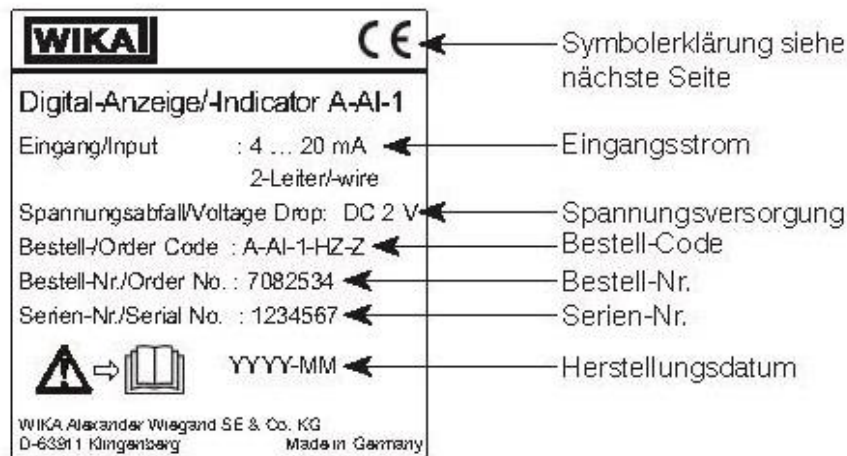 WIKA CE
Symbolerklärung siehe
nächste Seite
Digital-Anzeige/-Indicator A-AI-1
Eingang/Input : 4 ... 20 mA
Eingangsstrom
2-Leiter/-wire
Spannungsabfall/Voltage Drop: DC 2 V
Spannungsversorgung
Bestell-/Order Code : A-AI-1-HZ-Z
Bestell-Code
Bestell-Nr./Order No. : 7082534
Bestell-Nr.
Serien-Nr./Serial No. : 1234567
Serien-Nr.
YYYY-MM
Herstellungsdatum
WIKA Alexander Wiegand SE & Co. KG
D-63911 Klingenberg Made in Germany